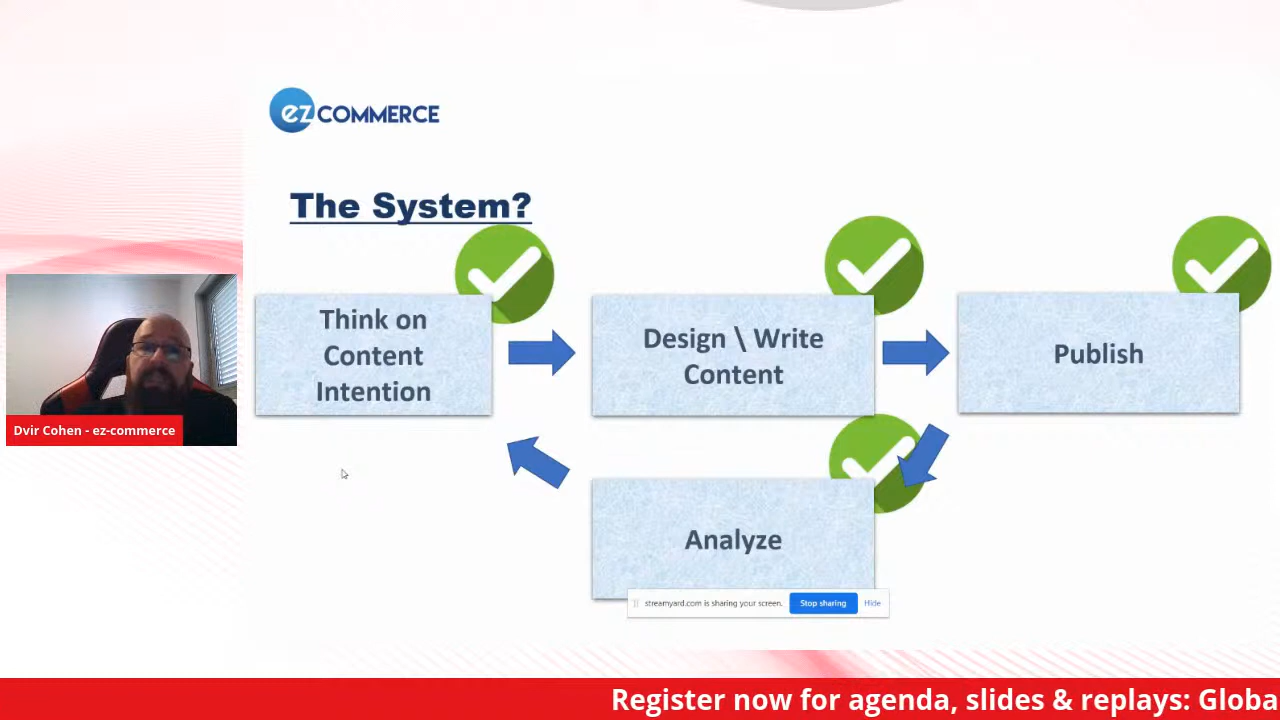 ez COMMERCE
The System?
Think on
Content
Intention
Design \ Write
Content
Publish
Analyze
Dvir Cohen - ez-commerce
streamyard.com is sharing your screen.
Stop sharing
Hide
Register now for agenda, slides & replays: Globa